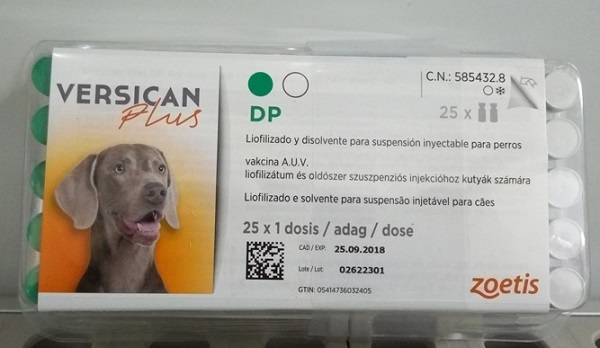 VERSICAN
Plus
DP
C.N.: 585432.8
25 x
Liofilizado y disolvente para suspensión inyectable para perros
vakcina A.U.V.
liofilizátum és oldószer szuszpenziós injekcióhoz kutyák számára
Liofilizado e solvente para suspensão injetável para cães
25 x 1 dosis / adag / dose
CAD/EXP: 25.09.2018
Lote/Lot: 02622301
GTIN: 05414736032405
zoetis